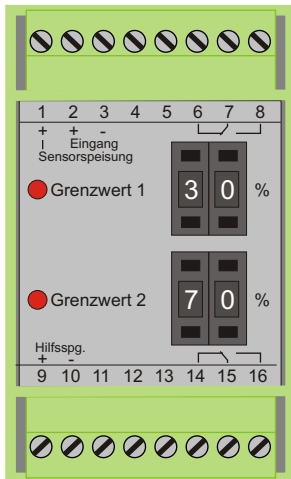 1 2 3 4 5 6 7 8
+ + -
Eingang
Sensorspeisung
Grenzwert 1 3 0 %
Grenzwert 2 7 0 %
Hilfsspg.
+ -
9 10 11 12 13 14 15 16